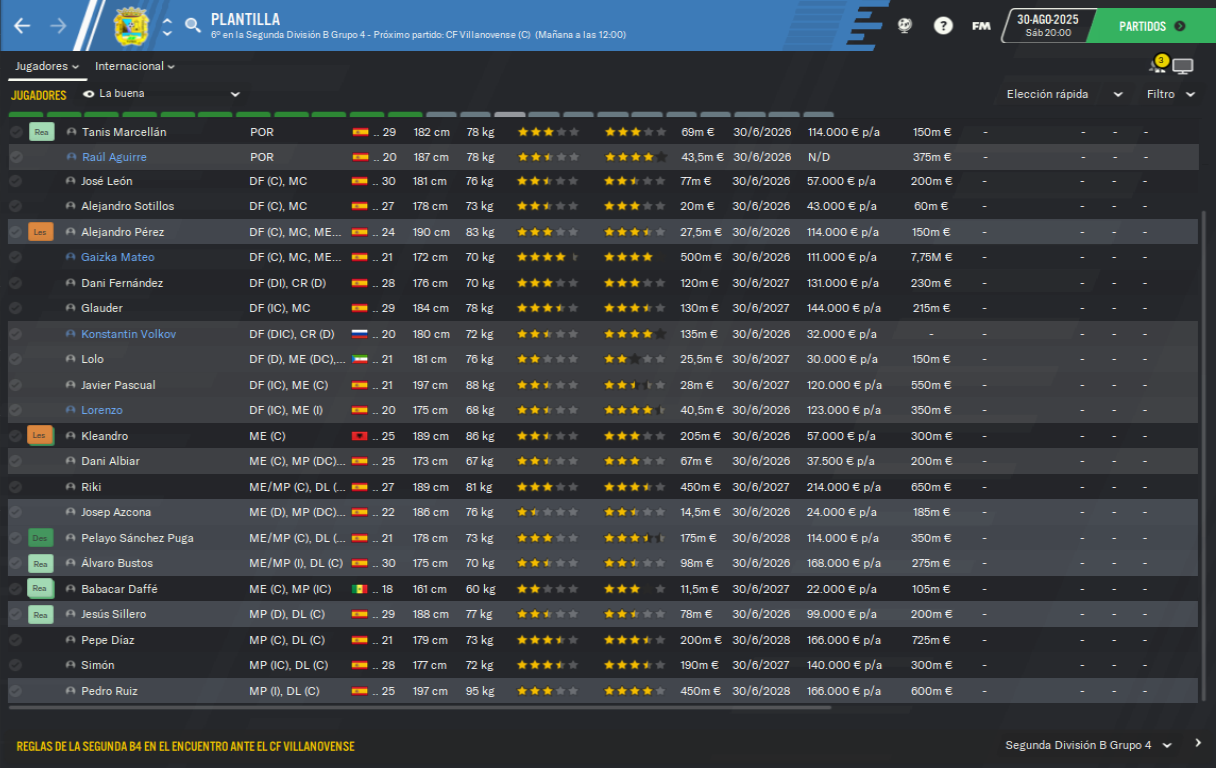 PLANTILLA
6º en la Segunda División B Grupo 4 - Próximo partido: CF Villanovense (C) (Mañana a las 12:00)
? FM 30-AGO-2025 PARTIDOS
Sáb 20:00
Jugadores Internacional 3
JUGADORES La buena Elección rápida Filtro
Rea Tanis Marcellán POR .. 29 182 cm 78 kg 69m € 30/6/2026 114.000 € p/a 150m € - - - -
Raúl Aguirre POR .. 20 187 cm 78 kg 43,5m € 30/6/2026 N/D 375m € - - - -
José León DF (C), MC .. 30 181 cm 76 kg 77m € 30/6/2026 57.000 € p/a 200m € - - - -
Alejandro Sotillos DF (C), MC .. 27 178 cm 73 kg 20m € 30/6/2026 43.000 € p/a 60m € - - - -
Les Alejandro Pérez DF (C), MC, ME... .. 24 190 cm 83 kg 27,5m € 30/6/2026 114.000 € p/a 150m € - - - -
Gaizka Mateo DF (C), MC, ME... .. 21 172 cm 70 kg 500m € 30/6/2026 111.000 € p/a 7,75M € - - - -
Dani Fernández DF (DI), CR (D) .. 28 176 cm 70 kg 120m € 30/6/2027 131.000 € p/a 230m € - - - -
Glauder DF (IC), MC .. 29 184 cm 78 kg 130m € 30/6/2027 144.000 € p/a 215m € - - - -
Konstantin Volkov DF (DIC), CR (D) .. 20 180 cm 72 kg 135m € 30/6/2026 32.000 € p/a - - - - -
Lolo DF (D), ME (DC),... .. 21 181 cm 76 kg 25,5m € 30/6/2027 30.000 € p/a 150m € - - - -
Javier Pascual DF (IC), ME (C) .. 21 197 cm 88 kg 28m € 30/6/2027 120.000 € p/a 550m € - - - -
Lorenzo DF (IC), ME (I) .. 20 175 cm 68 kg 40,5m € 30/6/2027 123.000 € p/a 350m € - - - -
Les Kleandro ME (C) .. 25 189 cm 86 kg 205m € 30/6/2026 57.000 € p/a 300m € - - - -
Dani Albiar ME (C), MP (DC)... .. 25 173 cm 67 kg 67m € 30/6/2026 37.500 € p/a 200m € - - - -
Riki ME/MP (C), DL (... .. 27 189 cm 81 kg 450m € 30/6/2027 214.000 € p/a 650m € - - - -
Josep Azcona ME (D), MP (DC)... .. 22 186 cm 76 kg 14,5m € 30/6/2026 24.000 € p/a 185m € - - - -
Des Pelayo Sánchez Puga ME/MP (C), DL (... .. 21 178 cm 73 kg 175m € 30/6/2028 114.000 € p/a 350m € - - - -
Rea Álvaro Bustos ME/MP (I), DL (C) .. 30 175 cm 70 kg 98m € 30/6/2026 168.000 € p/a 275m € - - - -
Rea Babacar Daffé ME (C), MP (IC) .. 18 161 cm 60 kg 11,5m € 30/6/2027 22.000 € p/a 105m € - - - -
Rea Jesús Sillero MP (D), DL (C) .. 29 188 cm 77 kg 78m € 30/6/2026 99.000 € p/a 200m € - - - -
Pepe Díaz MP (C), DL (C) .. 21 179 cm 73 kg 200m € 30/6/2028 166.000 € p/a 725m € - - - -
Simón MP (IC), DL (C) .. 28 177 cm 72 kg 190m € 30/6/2027 140.000 € p/a 300m € - - - -
Pedro Ruiz MP (I), DL (C) .. 25 197 cm 95 kg 450m € 30/6/2028 166.000 € p/a 600m € - - - -
REGLAS DE LA SEGUNDA B4 EN EL ENCUENTRO ANTE EL CF VILLANOVENSE Segunda División B Grupo 4